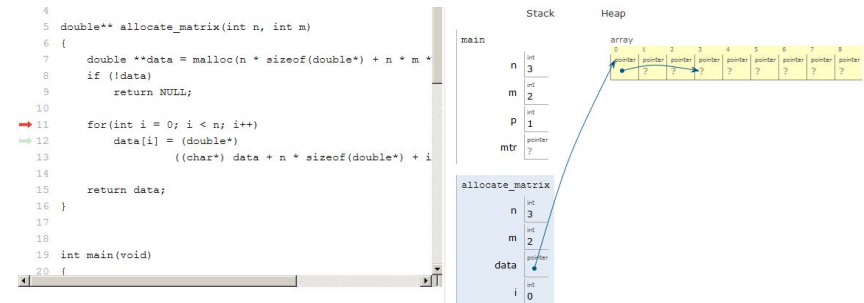 4
5 double** allocate_matrix(int n, int m)
6 {
7 double **data = malloc(n * sizeof(double*) + n * m *
8 if (!data)
9 return NULL;
10
11 for(int i = 0; i < n; i++)
12 data[i] = (double*)
13 ((char*) data + n * sizeof(double*) + i
14
15 return data;
16 }
17
18
19 int main(void)
20 {
Stack Heap
main
array
0 1 2 3 4 5 6 7 8
pointer pointer pointer pointer pointer pointer pointer pointer pointer
? ? ? ? ? ? ? ?
int
n 3
int
m 2
int
p 1
pointer
mtr ?
allocate_matrix
int
n 3
int
m 2
pointer
data
int
i 0